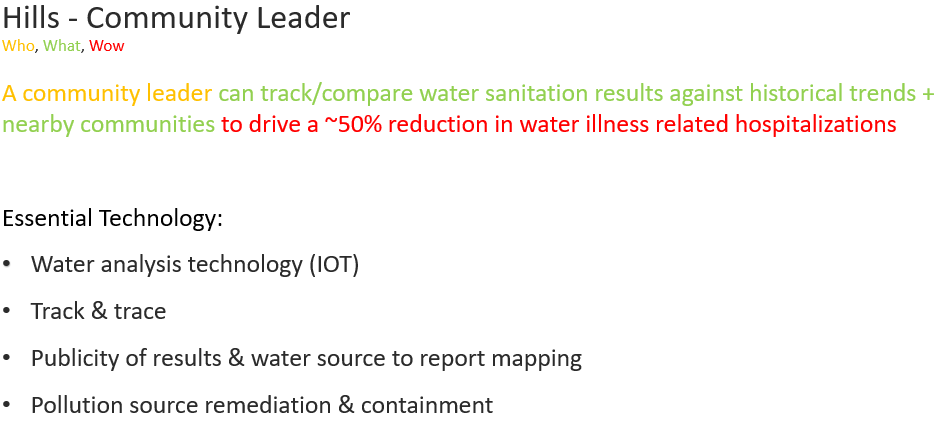 Hills - Community Leader
Who, What, Wow
A community leader can track/compare water sanitation results against historical trends +
nearby communities to drive a ~50% reduction in water illness related hospitalizations
Essential Technology:
• Water analysis technology (IOT)
• Track & trace
• Publicity of results & water source to report mapping
• Pollution source remediation & containment